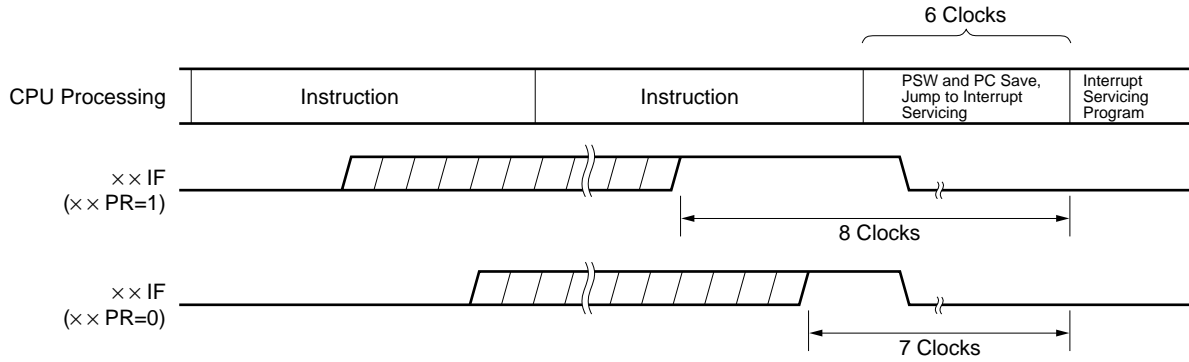 6 Clocks
CPU Processing
Instruction
Instruction
PSW and PC Save,
Jump to Interrupt
Servicing
Interrupt
Servicing
Program
×× IF
(×× PR=1)
8 Clocks
×× IF
(×× PR=0)
7 Clocks